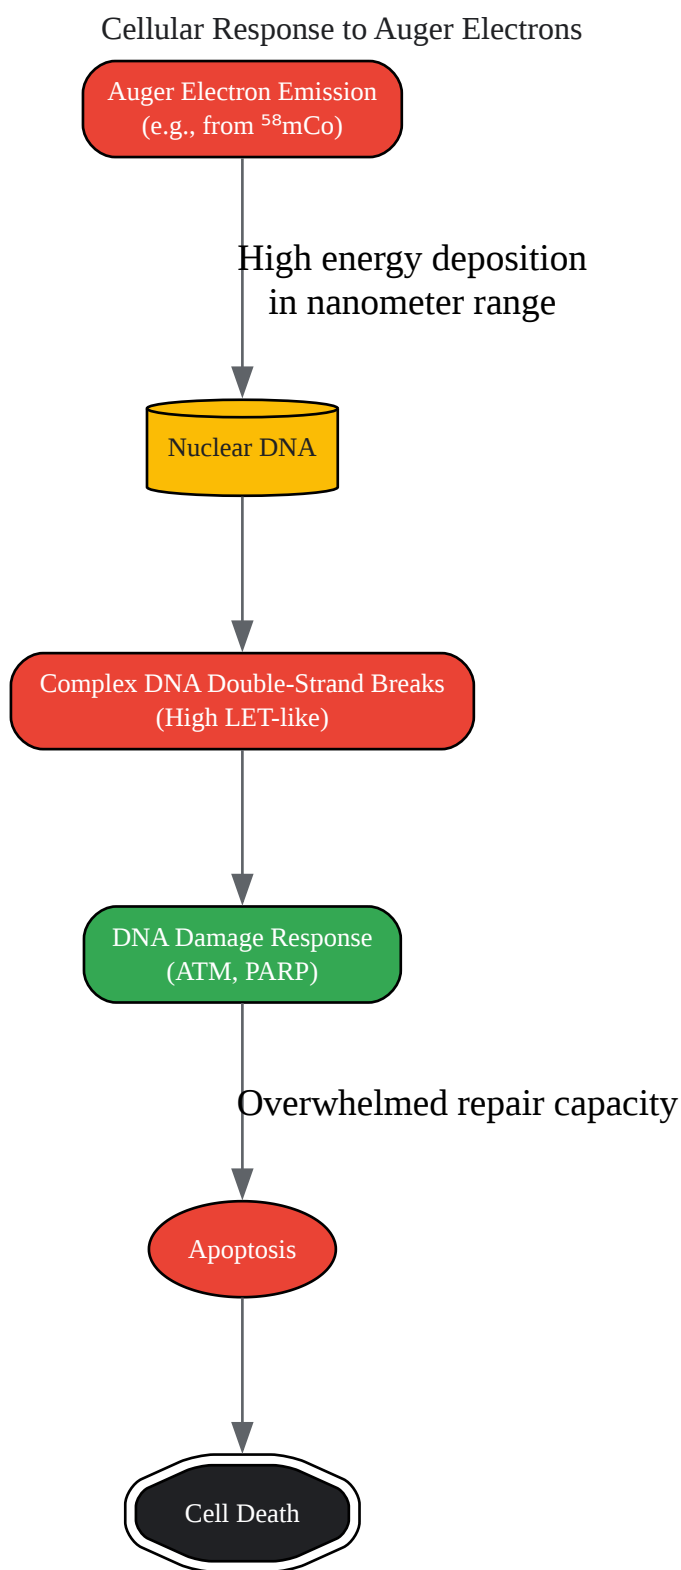 Cellular Response to Auger Electrons
Auger Electron Emission
(e.g., from ⁵⁸mCo)
High energy deposition
in nanometer range
Nuclear DNA
Complex DNA Double-Strand Breaks
(High LET-like)
DNA Damage Response
(ATM, PARP)
Overwhelmed repair capacity
Apoptosis
Cell Death